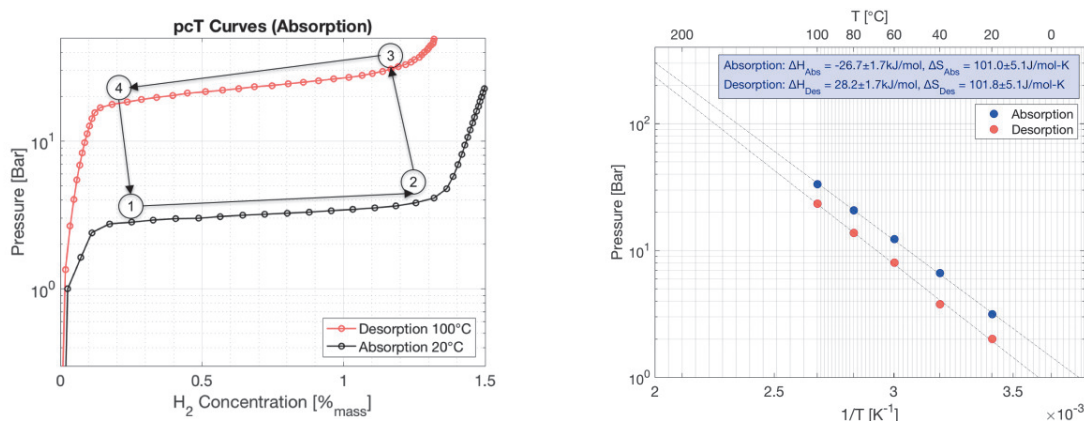 pcT Curves (Absorption)
Pressure [Bar]
10¹
10⁰
4
3
1
2
Desorption 100°C
Absorption 20°C
0
0.5
1
1.5
H₂ Concentration [%mass]
T [°C]
200
100
80
60
40
20
0
Absorption: ΔH_Abs = -26.7±1.7kJ/mol, ΔS_Abs = 101.0±5.1J/mol-K
Desorption: ΔH_Des = 28.2±1.7kJ/mol, ΔS_Des = 101.8±5.1J/mol-K
Absorption
Desorption
Pressure [Bar]
10²
10¹
10⁰
2
2.5
3
3.5
1/T [K⁻¹]
×10⁻³